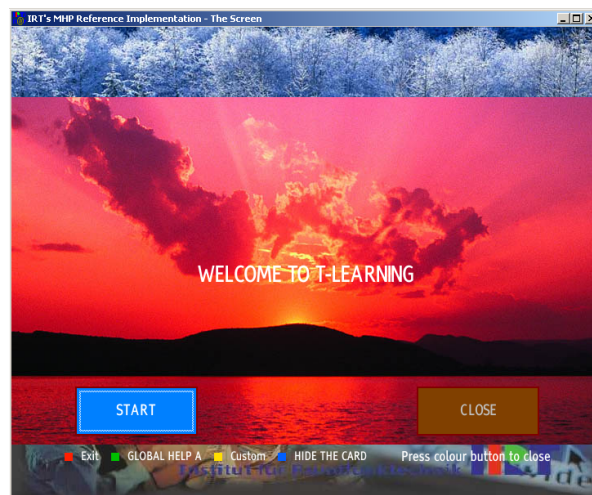 IRT's MHP Reference Implementation - The Screen
WELCOME TO T-LEARNING
START
CLOSE
Exit GLOBAL HELP A Custom HIDE THE CARD Press colour button to close
Institut für Rundfunktechnik